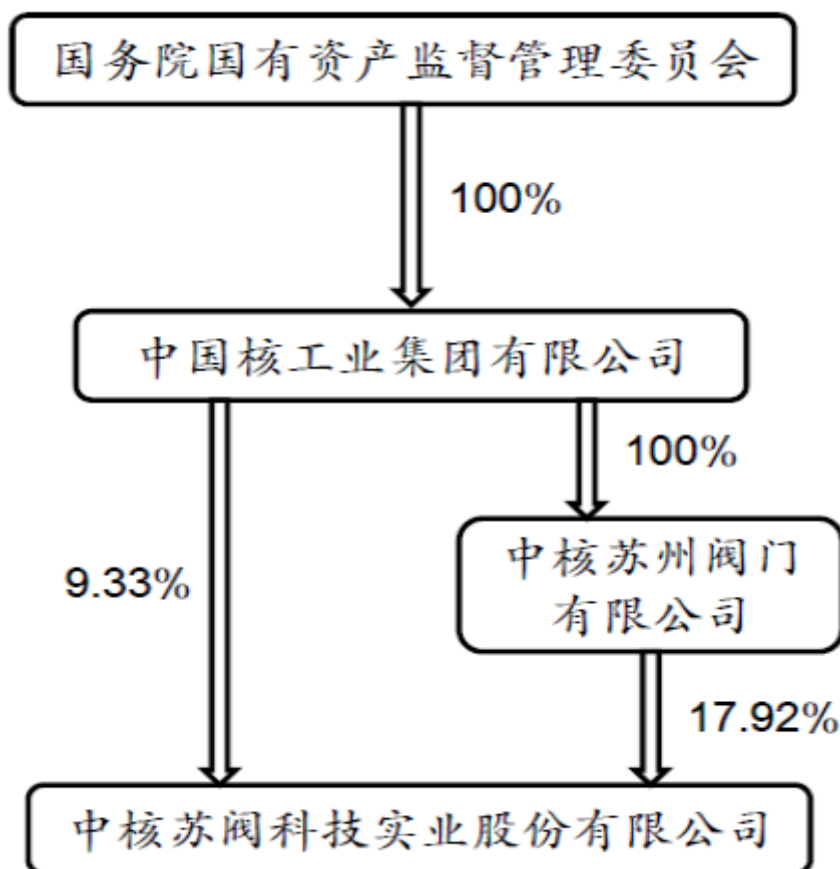 国务院国有资产监督管理委员会
100%
中国核工业集团有限公司
100%
9.33%
中核苏州阀门
有限公司
17.92%
中核苏阀科技实业股份有限公司